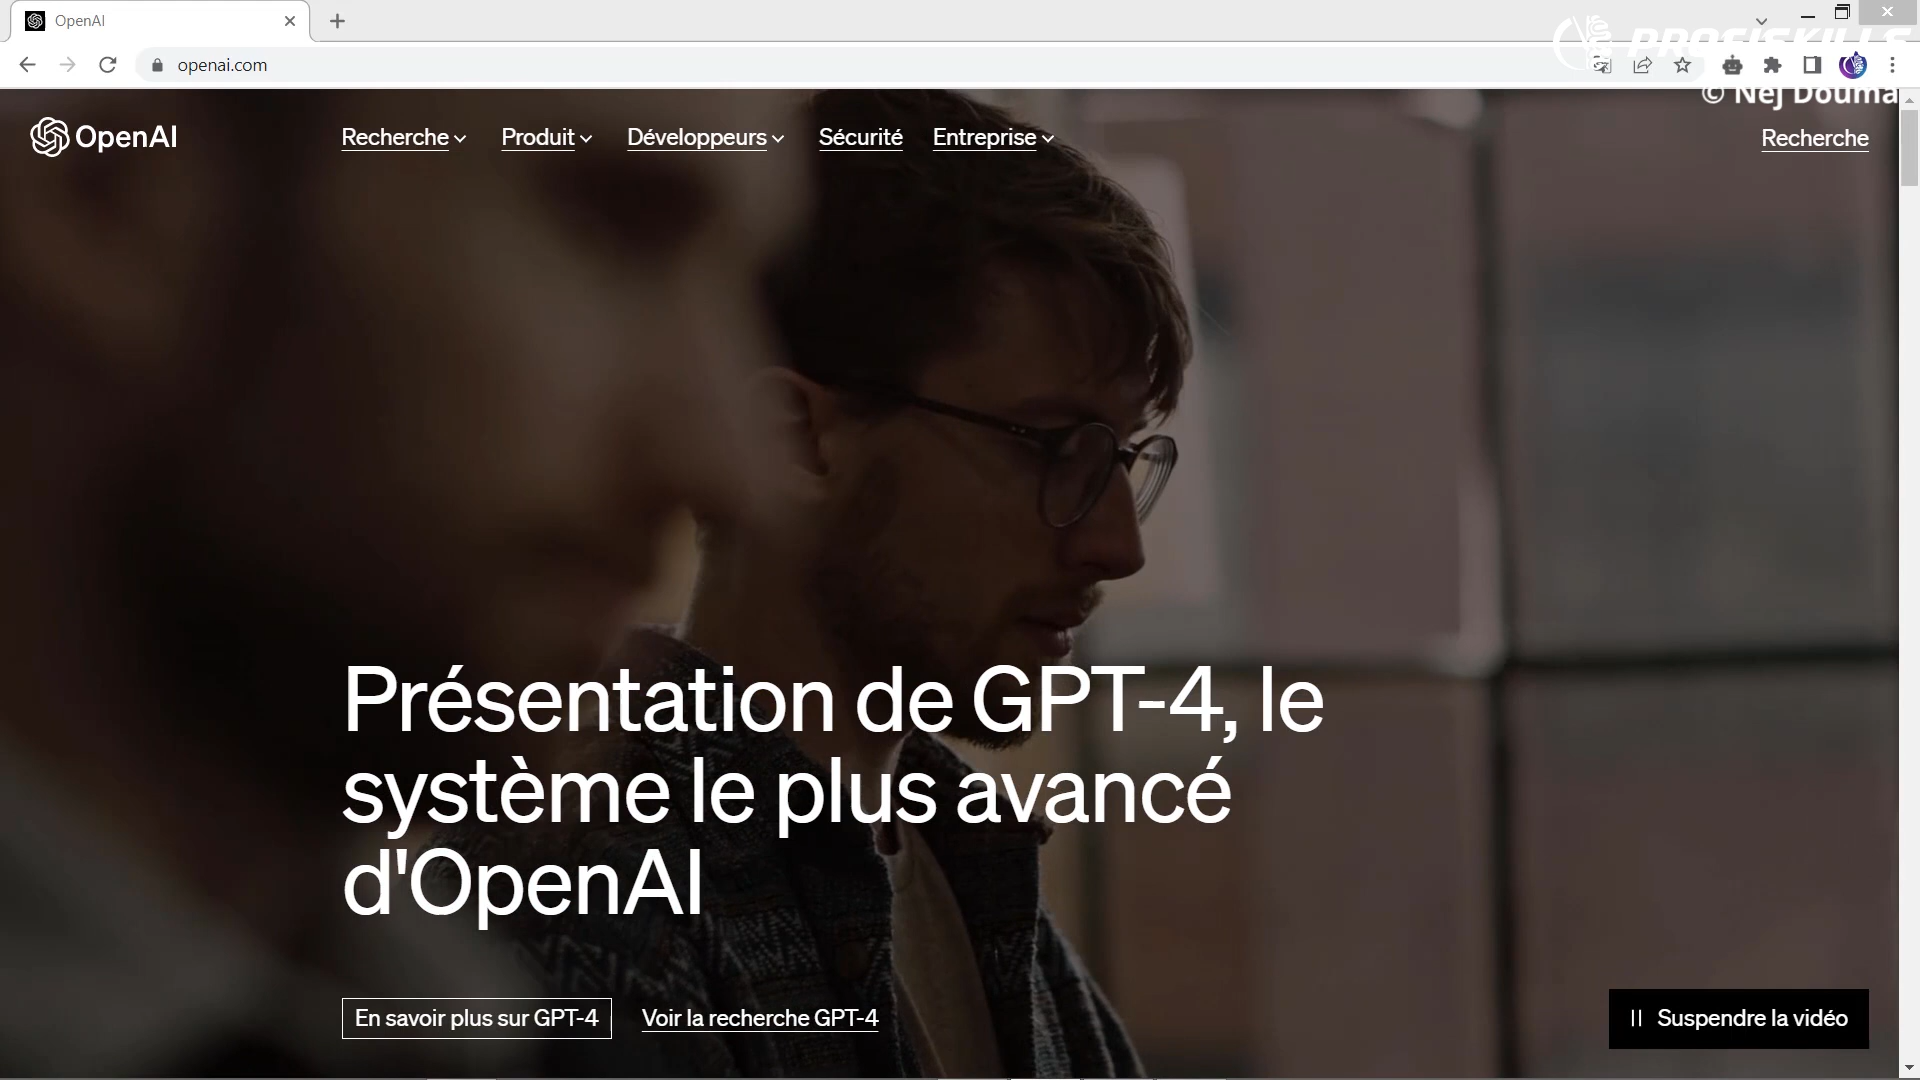 OpenAI
PROFISKILLS
openai.com
© Nej Douma
OpenAI
Recherche
Produit
Développeurs
Sécurité
Entreprise
Recherche
Présentation de GPT-4, le
système le plus avancé
d'OpenAI
En savoir plus sur GPT-4
Voir la recherche GPT-4
Suspendre la vidéo